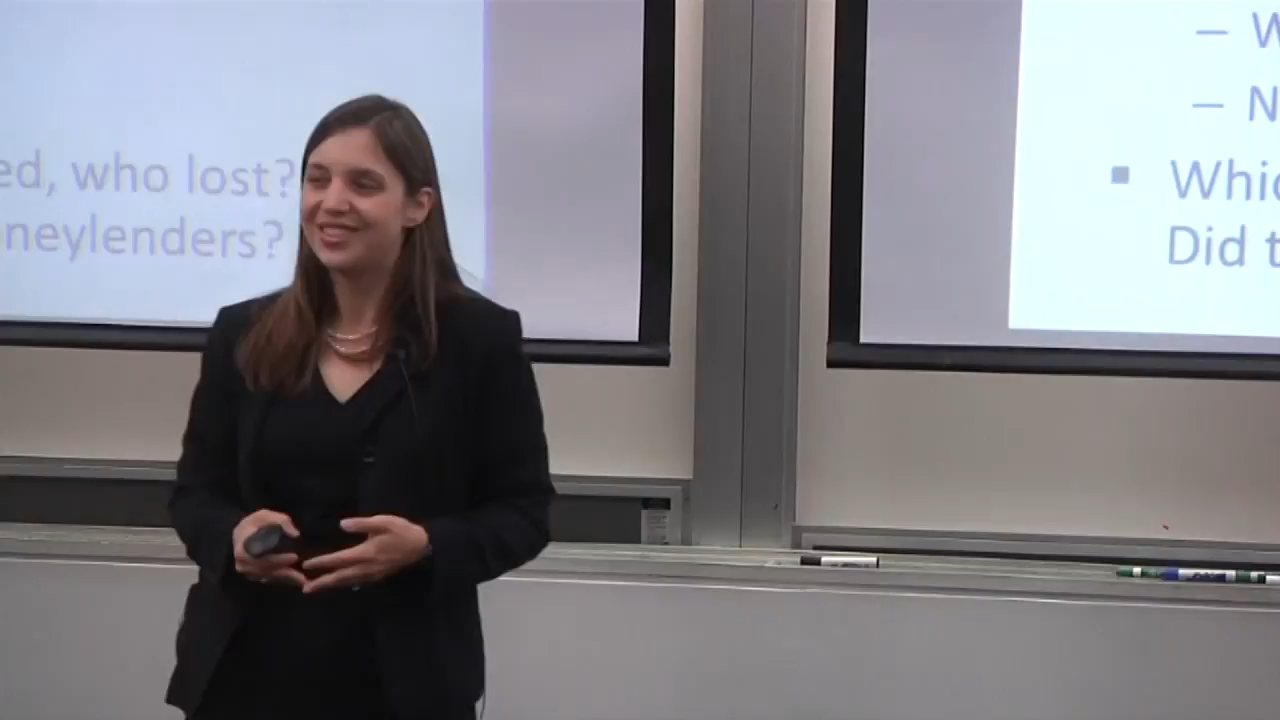 ed, who lost?
neylenders?
– W
– N
▪ Whic
Did t